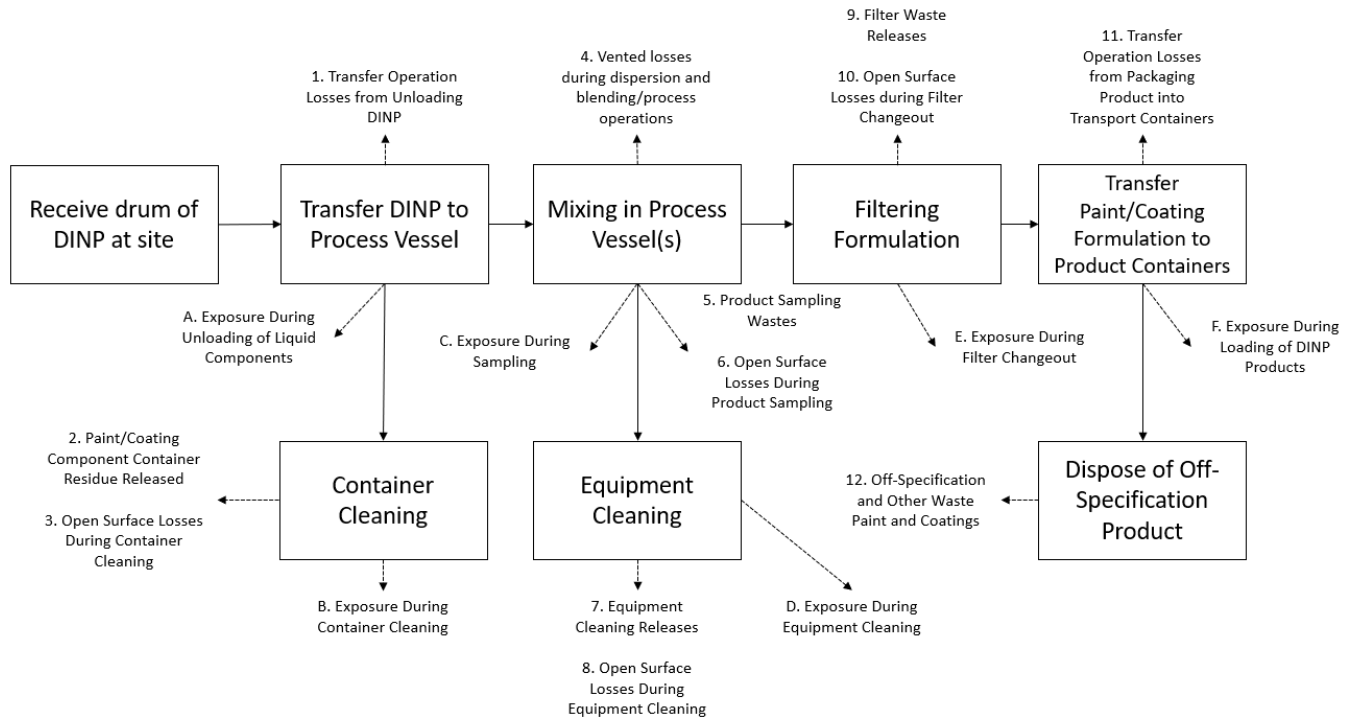 9. Filter Waste
Releases
11. Transfer
Operation Losses
from Packaging
Product into
Transport Containers
4. Vented losses
during dispersion and
blending/process
operations
1. Transfer Operation
Losses from Unloading
DINP
10. Open Surface
Losses during Filter
Changeout
Receive drum of
DINP at site
Transfer DINP to
Process Vessel
Mixing in Process
Vessel(s)
Filtering
Formulation
Transfer
Paint/Coating
Formulation to
Product Containers
A. Exposure During
Unloading of Liquid
Components
C. Exposure During
Sampling
5. Product Sampling
Wastes
6. Open Surface
Losses During
Product Sampling
E. Exposure During
Filter Changeout
F. Exposure During
Loading of DINP
Products
2. Paint/Coating
Component Container
Residue Released
3. Open Surface Losses
During Container
Cleaning
Container
Cleaning
Equipment
Cleaning
12. Off-Specification
and Other Waste
Paint and Coatings
Dispose of Off-
Specification
Product
B. Exposure During
Container Cleaning
7. Equipment
Cleaning Releases
8. Open Surface
Losses During
Equipment Cleaning
D. Exposure During
Equipment Cleaning